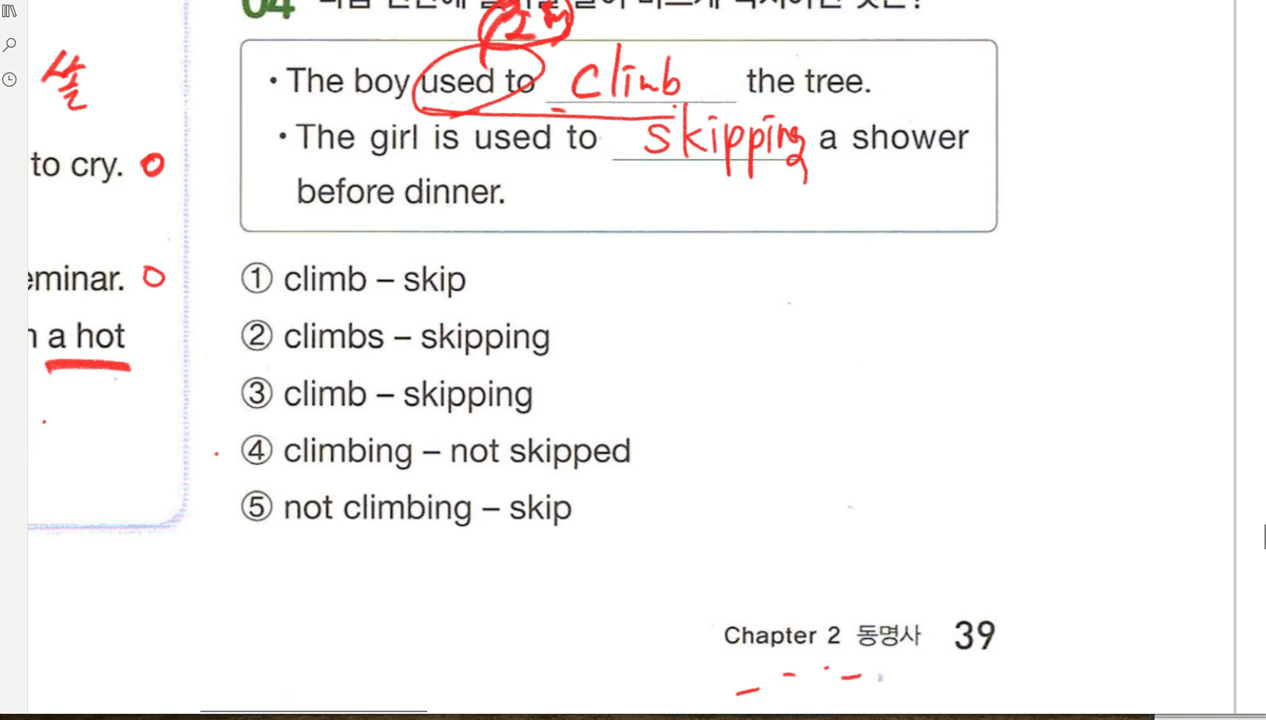 04
쌀
• The boy used to climb the tree.
• The girl is used to skipping a shower
before dinner.
to cry.
eminar.
a hot
① climb – skip
② climbs – skipping
③ climb – skipping
④ climbing – not skipped
⑤ not climbing – skip
Chapter 2 동명사 39